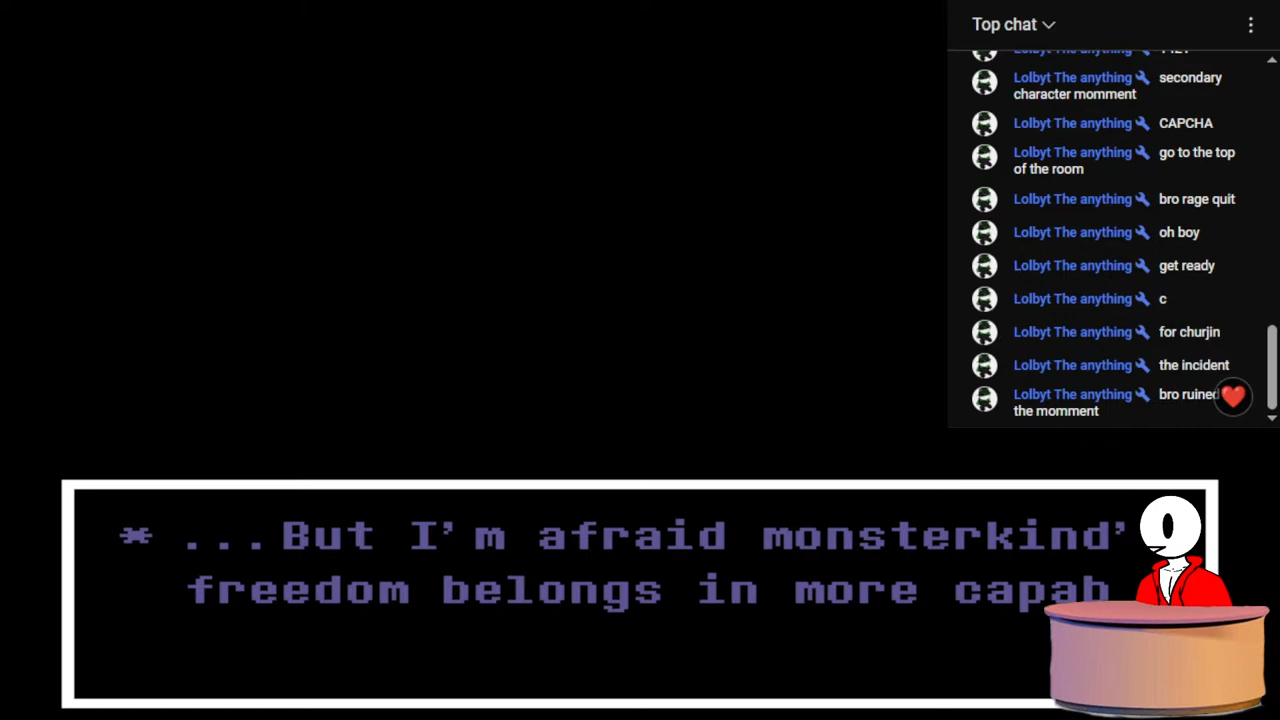 Top chat
Lolbyt The anything secondary
character momment
Lolbyt The anything CAPCHA
Lolbyt The anything go to the top
of the room
Lolbyt The anything bro rage quit
Lolbyt The anything oh boy
Lolbyt The anything get ready
Lolbyt The anything c
Lolbyt The anything for churjin
Lolbyt The anything the incident
Lolbyt The anything bro ruined
the momment
* ...But I'm afraid monsterkind'
freedom belongs in more capab